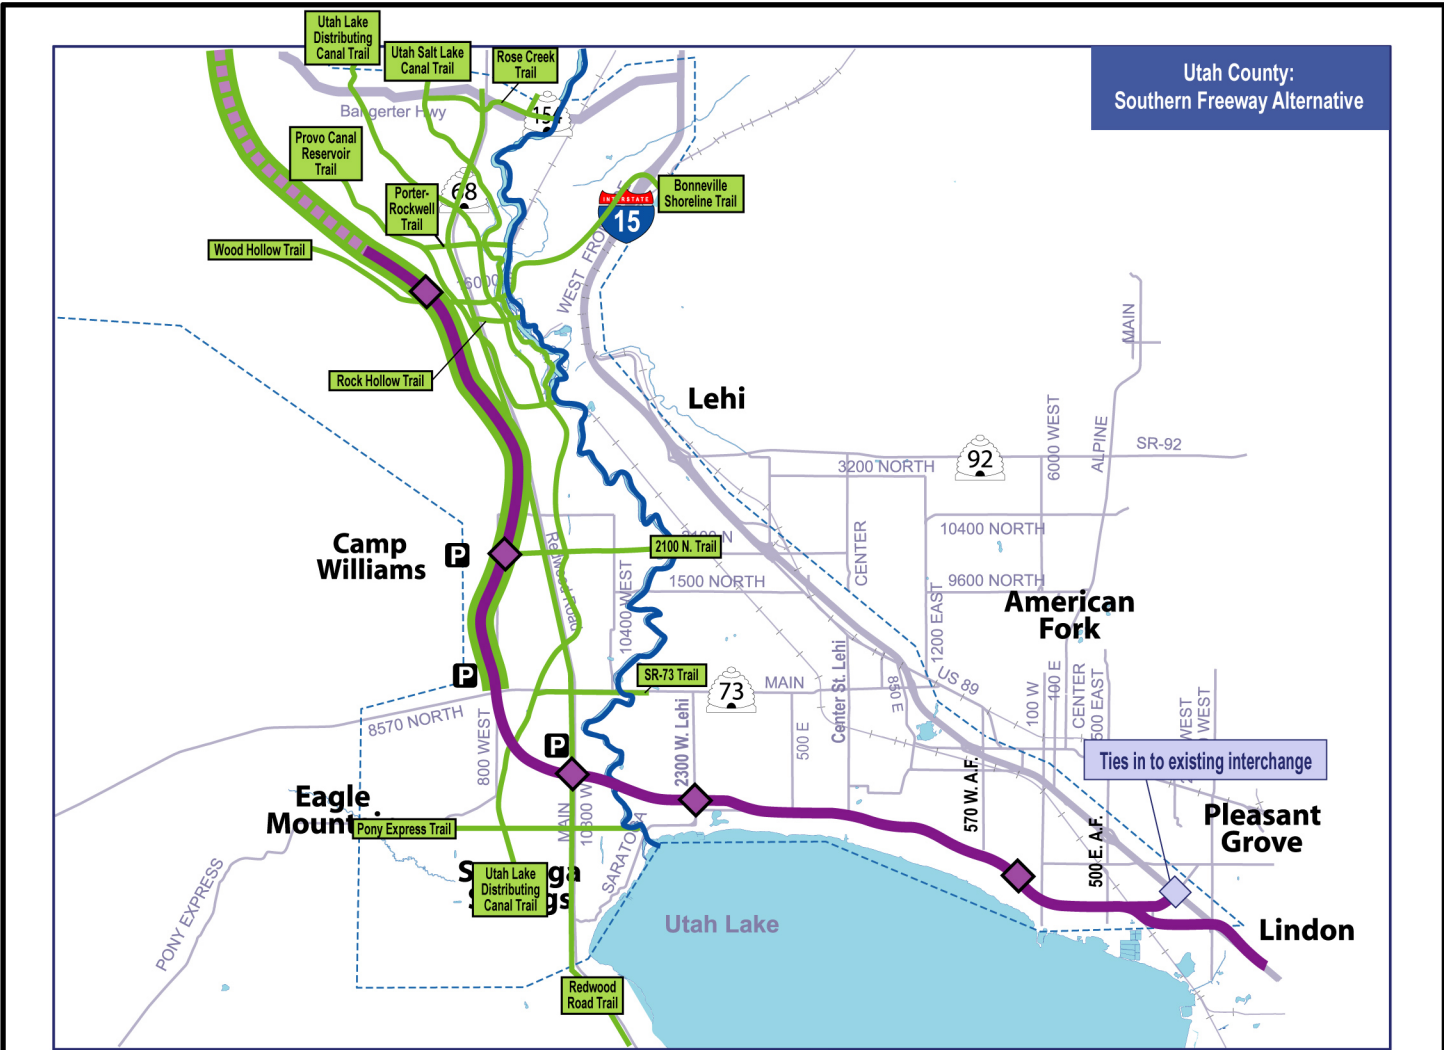 Utah County:
Southern Freeway Alternative
Utah Lake
Distributing
Canal Trail
Utah Salt Lake
Canal Trail
Rose Creek
Trail
Bangerter Hwy
154
Provo Canal
Reservoir
Trail
Porter-
Rockwell
Trail
68
INTERSTATE
15
Bonneville
Shoreline Trail
Wood Hollow Trail
WEST
Rock Hollow Trail
Lehi
MAIN
ALPINE
6000 WEST
SR-92
92
3200 NORTH
10400 NORTH
CENTER
2100 N. Trail
Redwood Road
10400 WEST
1500 NORTH
9600 NORTH
1200 EAST
Camp
Williams
P
American
Fork
P
SR-73 Trail
73
MAIN
Center St. Lehi
850 E
US 89
100 W
100 E
CENTER
500 EAST
WEST
WEST
8570 NORTH
800 WEST
P
2300 W. Lehi
500 E
570 W. A.F.
Ties in to existing interchange
Eagle
Pony Express Trail
MAIN
10800 W
SARATOGA
500 E. A.F.
Pleasant
Grove
PONY EXPRESS
Utah Lake
Distributing
Canal Trail
Utah Lake
Lindon
Redwood
Road Trail